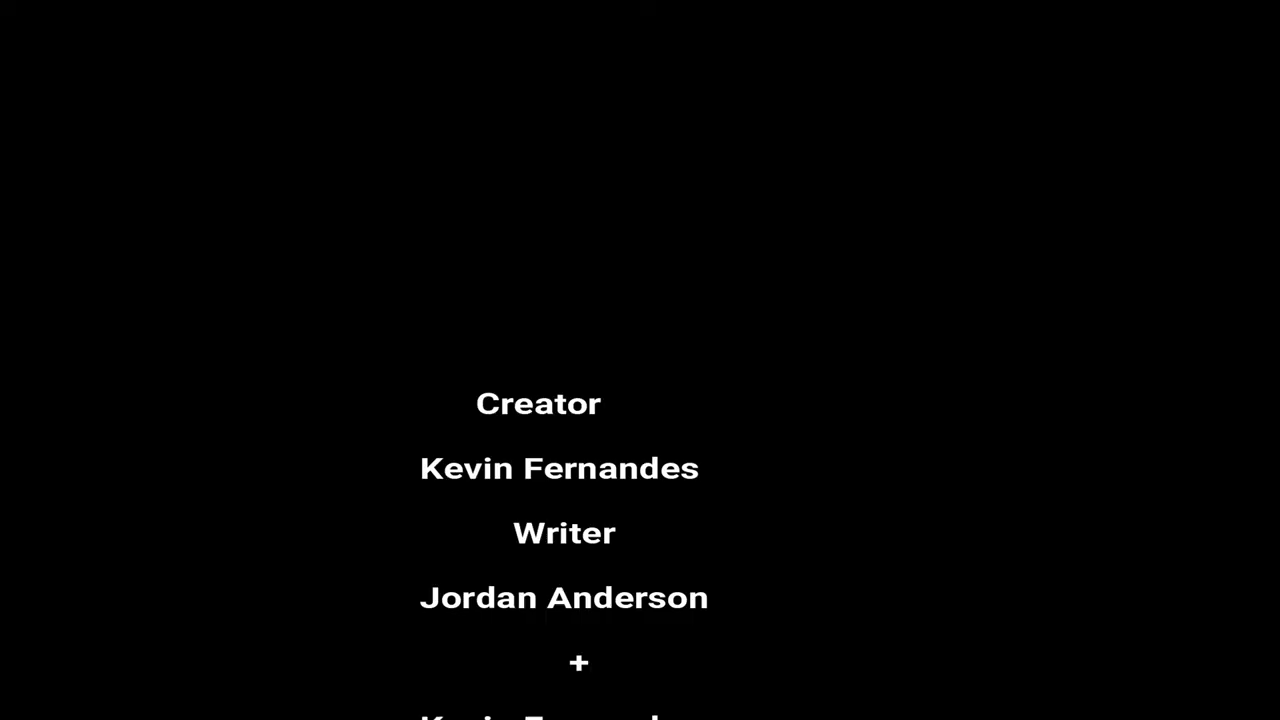 Creator
Kevin Fernandes
Writer
Jordan Anderson
+